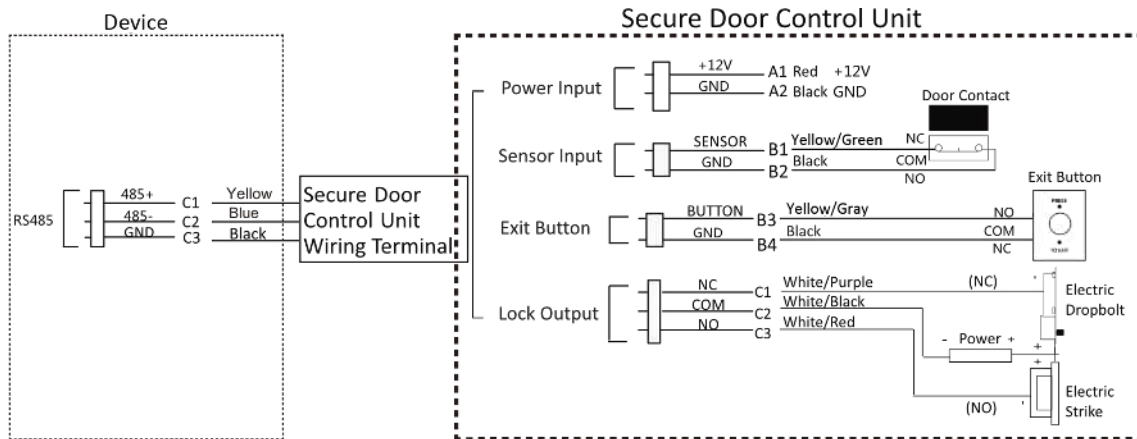 Device
Secure Door Control Unit
RS485
485+ C1 Yellow
485- C2 Blue
GND C3 Black
Secure Door
Control Unit
Wiring Terminal
Power Input
+12V A1 Red +12V
GND A2 Black GND
Door Contact
Sensor Input
SENSOR B1 Yellow/Green NC
GND B2 Black COM
NO
Exit Button
Exit Button
BUTTON B3 Yellow/Gray NO
GND B4 Black COM
NC
PRESS
Lock Output
NC C1 White/Purple (NC)
COM C2 White/Black
NO C3 White/Red
Electric
Dropbolt
- Power +
+
+
-
(NO)
Electric
Strike